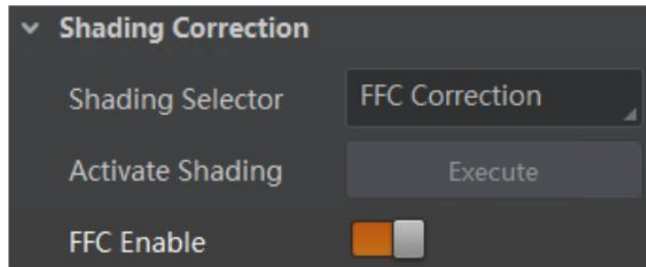 Shading Correction
Shading Selector FFC Correction
Activate Shading Execute
FFC Enable